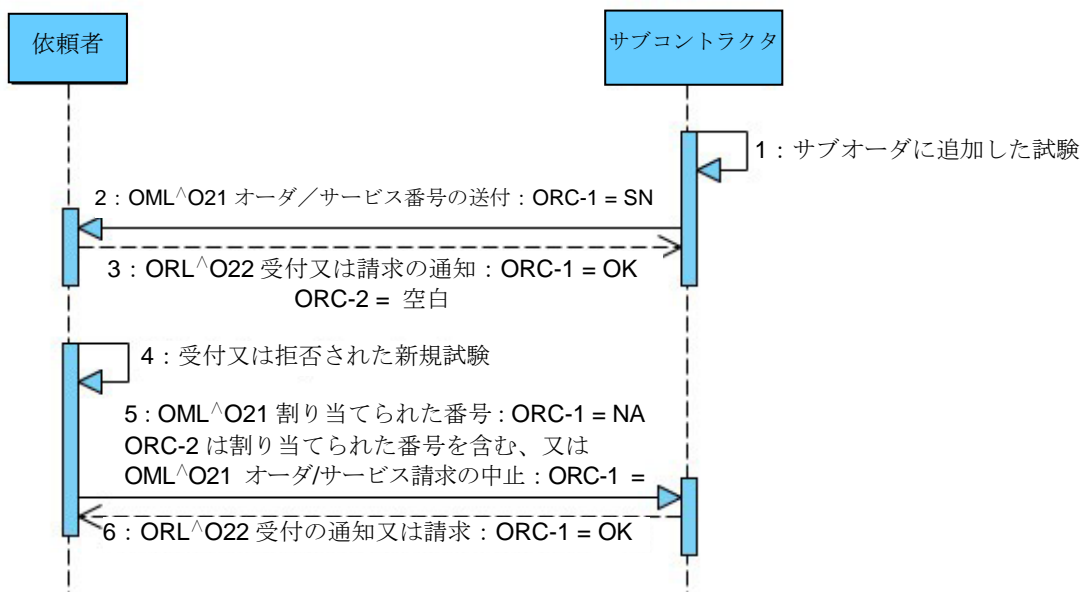 依頼者
サブコントラクタ
1：サブオーダに追加した試験
2：OML^O21 オーダ／サービス番号の送付：ORC-1 = SN
3：ORL^O22 受付又は請求の通知：ORC-1 = OK
ORC-2 = 空白
4：受付又は拒否された新規試験
5：OML^O21 割り当てられた番号：ORC-1 = NA
ORC-2 は割り当てられた番号を含む、又は
OML^O21 オーダ/サービス請求の中止：ORC-1 =
6：ORL^O22 受付の通知又は請求：ORC-1 = OK